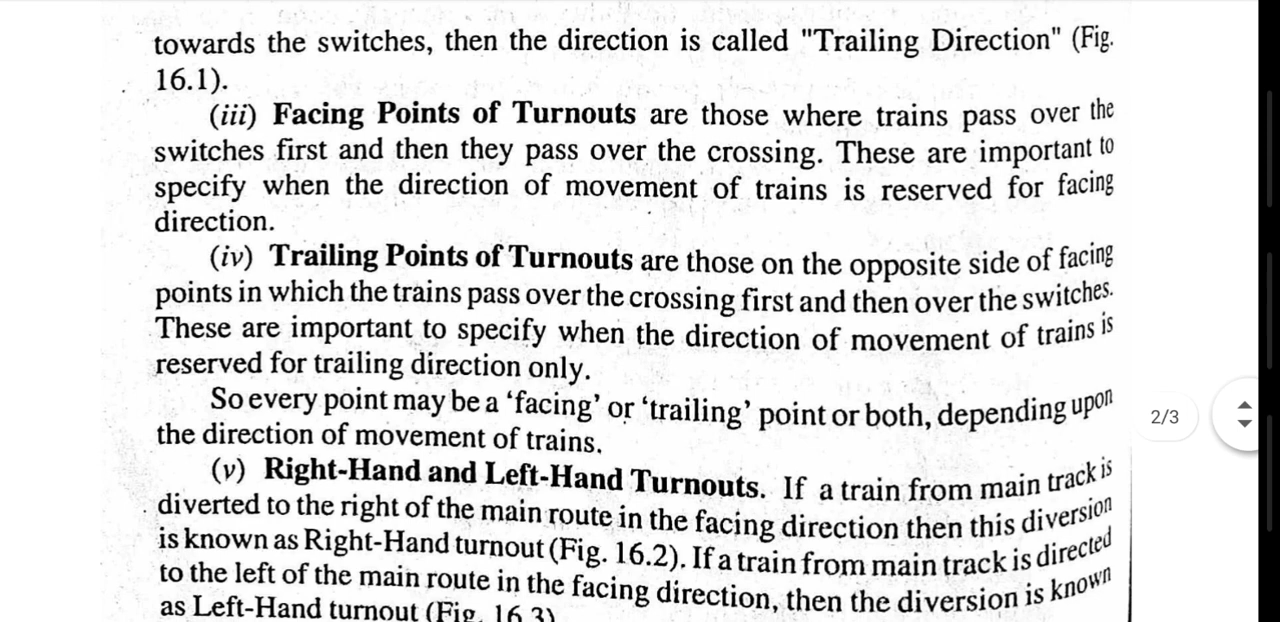 towards the switches, then the direction is called "Trailing Direction" (Fig.
16.1).
(iii) Facing Points of Turnouts are those where trains pass over the
switches first and then they pass over the crossing. These are important to
specify when the direction of movement of trains is reserved for facing
direction.
(iv) Trailing Points of Turnouts are those on the opposite side of facing
points in which the trains pass over the crossing first and then over the switches.
These are important to specify when the direction of movement of trains is
reserved for trailing direction only.
So every point may be a ‘facing’ or ‘trailing’ point or both, depending upon
the direction of movement of trains.
2/3
(v) Right-Hand and Left-Hand Turnouts. If a train from main track is
diverted to the right of the main route in the facing direction then this diversion
is known as Right-Hand turnout (Fig. 16.2). If a train from main track is directed
to the left of the main route in the facing direction, then the diversion is known
as Left-Hand turnout (Fig. 16.3)